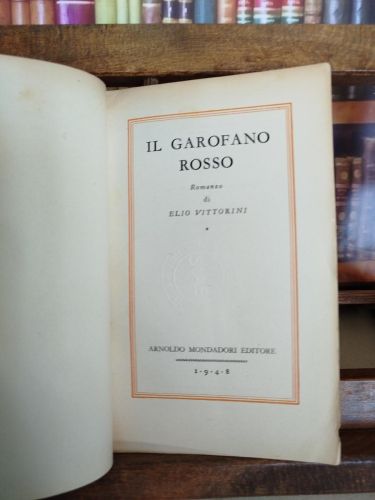 IL GAROFANO
ROSSO
Romanzo
di
ELIO VITTORINI
*
ARNOLDO MONDADORI EDITORE
1 - 9 - 4 - 8